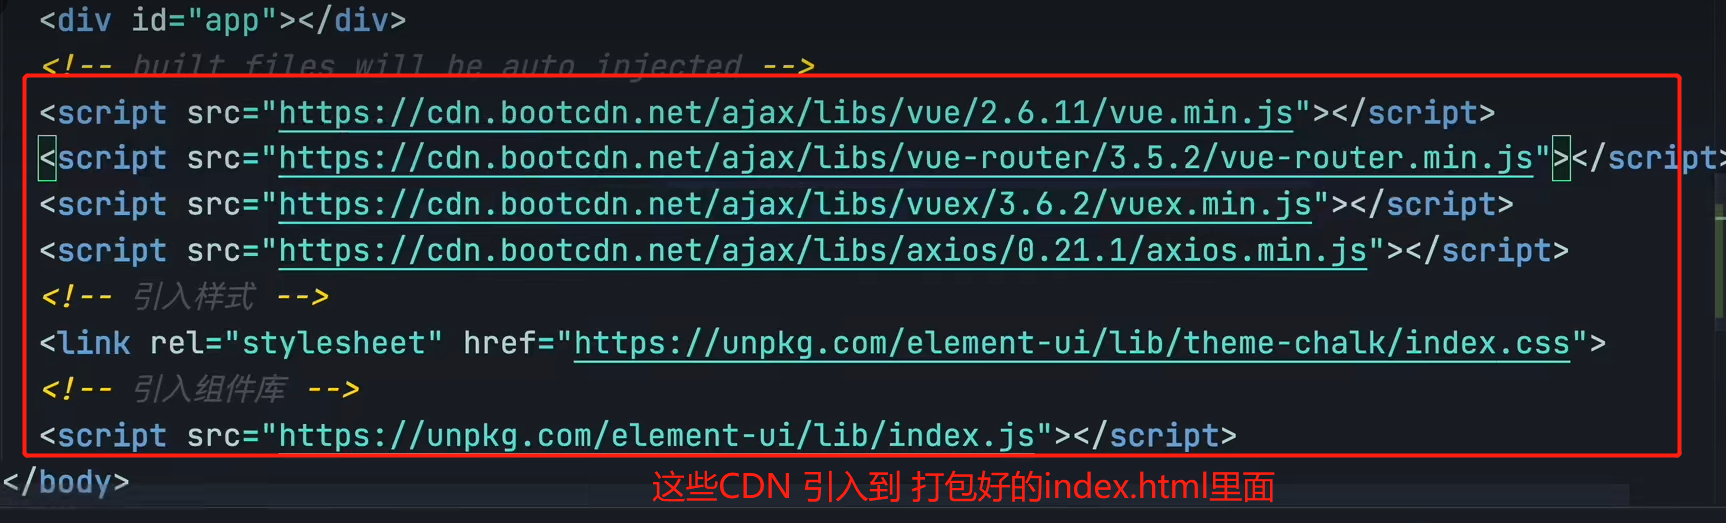 <div id="app"></div>
<!-- built files will be auto injected -->
<script src="https://cdn.bootcdn.net/ajax/libs/vue/2.6.11/vue.min.js"></script>
<script src="https://cdn.bootcdn.net/ajax/libs/vue-router/3.5.2/vue-router.min.js"></script>
<script src="https://cdn.bootcdn.net/ajax/libs/vuex/3.6.2/vuex.min.js"></script>
<script src="https://cdn.bootcdn.net/ajax/libs/axios/0.21.1/axios.min.js"></script>
<!-- 引入样式 -->
<link rel="stylesheet" href="https://unpkg.com/element-ui/lib/theme-chalk/index.css">
<!-- 引入组件库 -->
<script src="https://unpkg.com/element-ui/lib/index.js"></script>
</body>
这些CDN 引入到 打包好的index.html里面